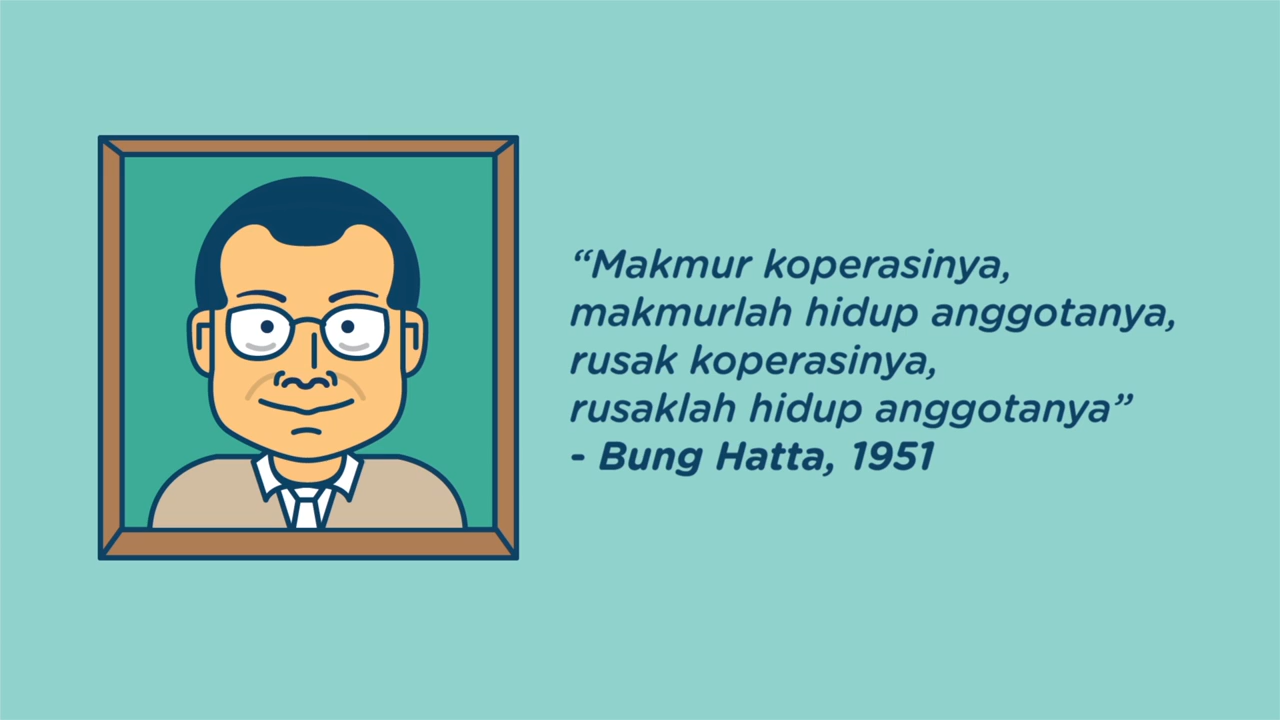 “Makmur koperasinya,
makmurlah hidup anggotanya,
rusak koperasinya,
rusaklah hidup anggotanya”
- Bung Hatta, 1951